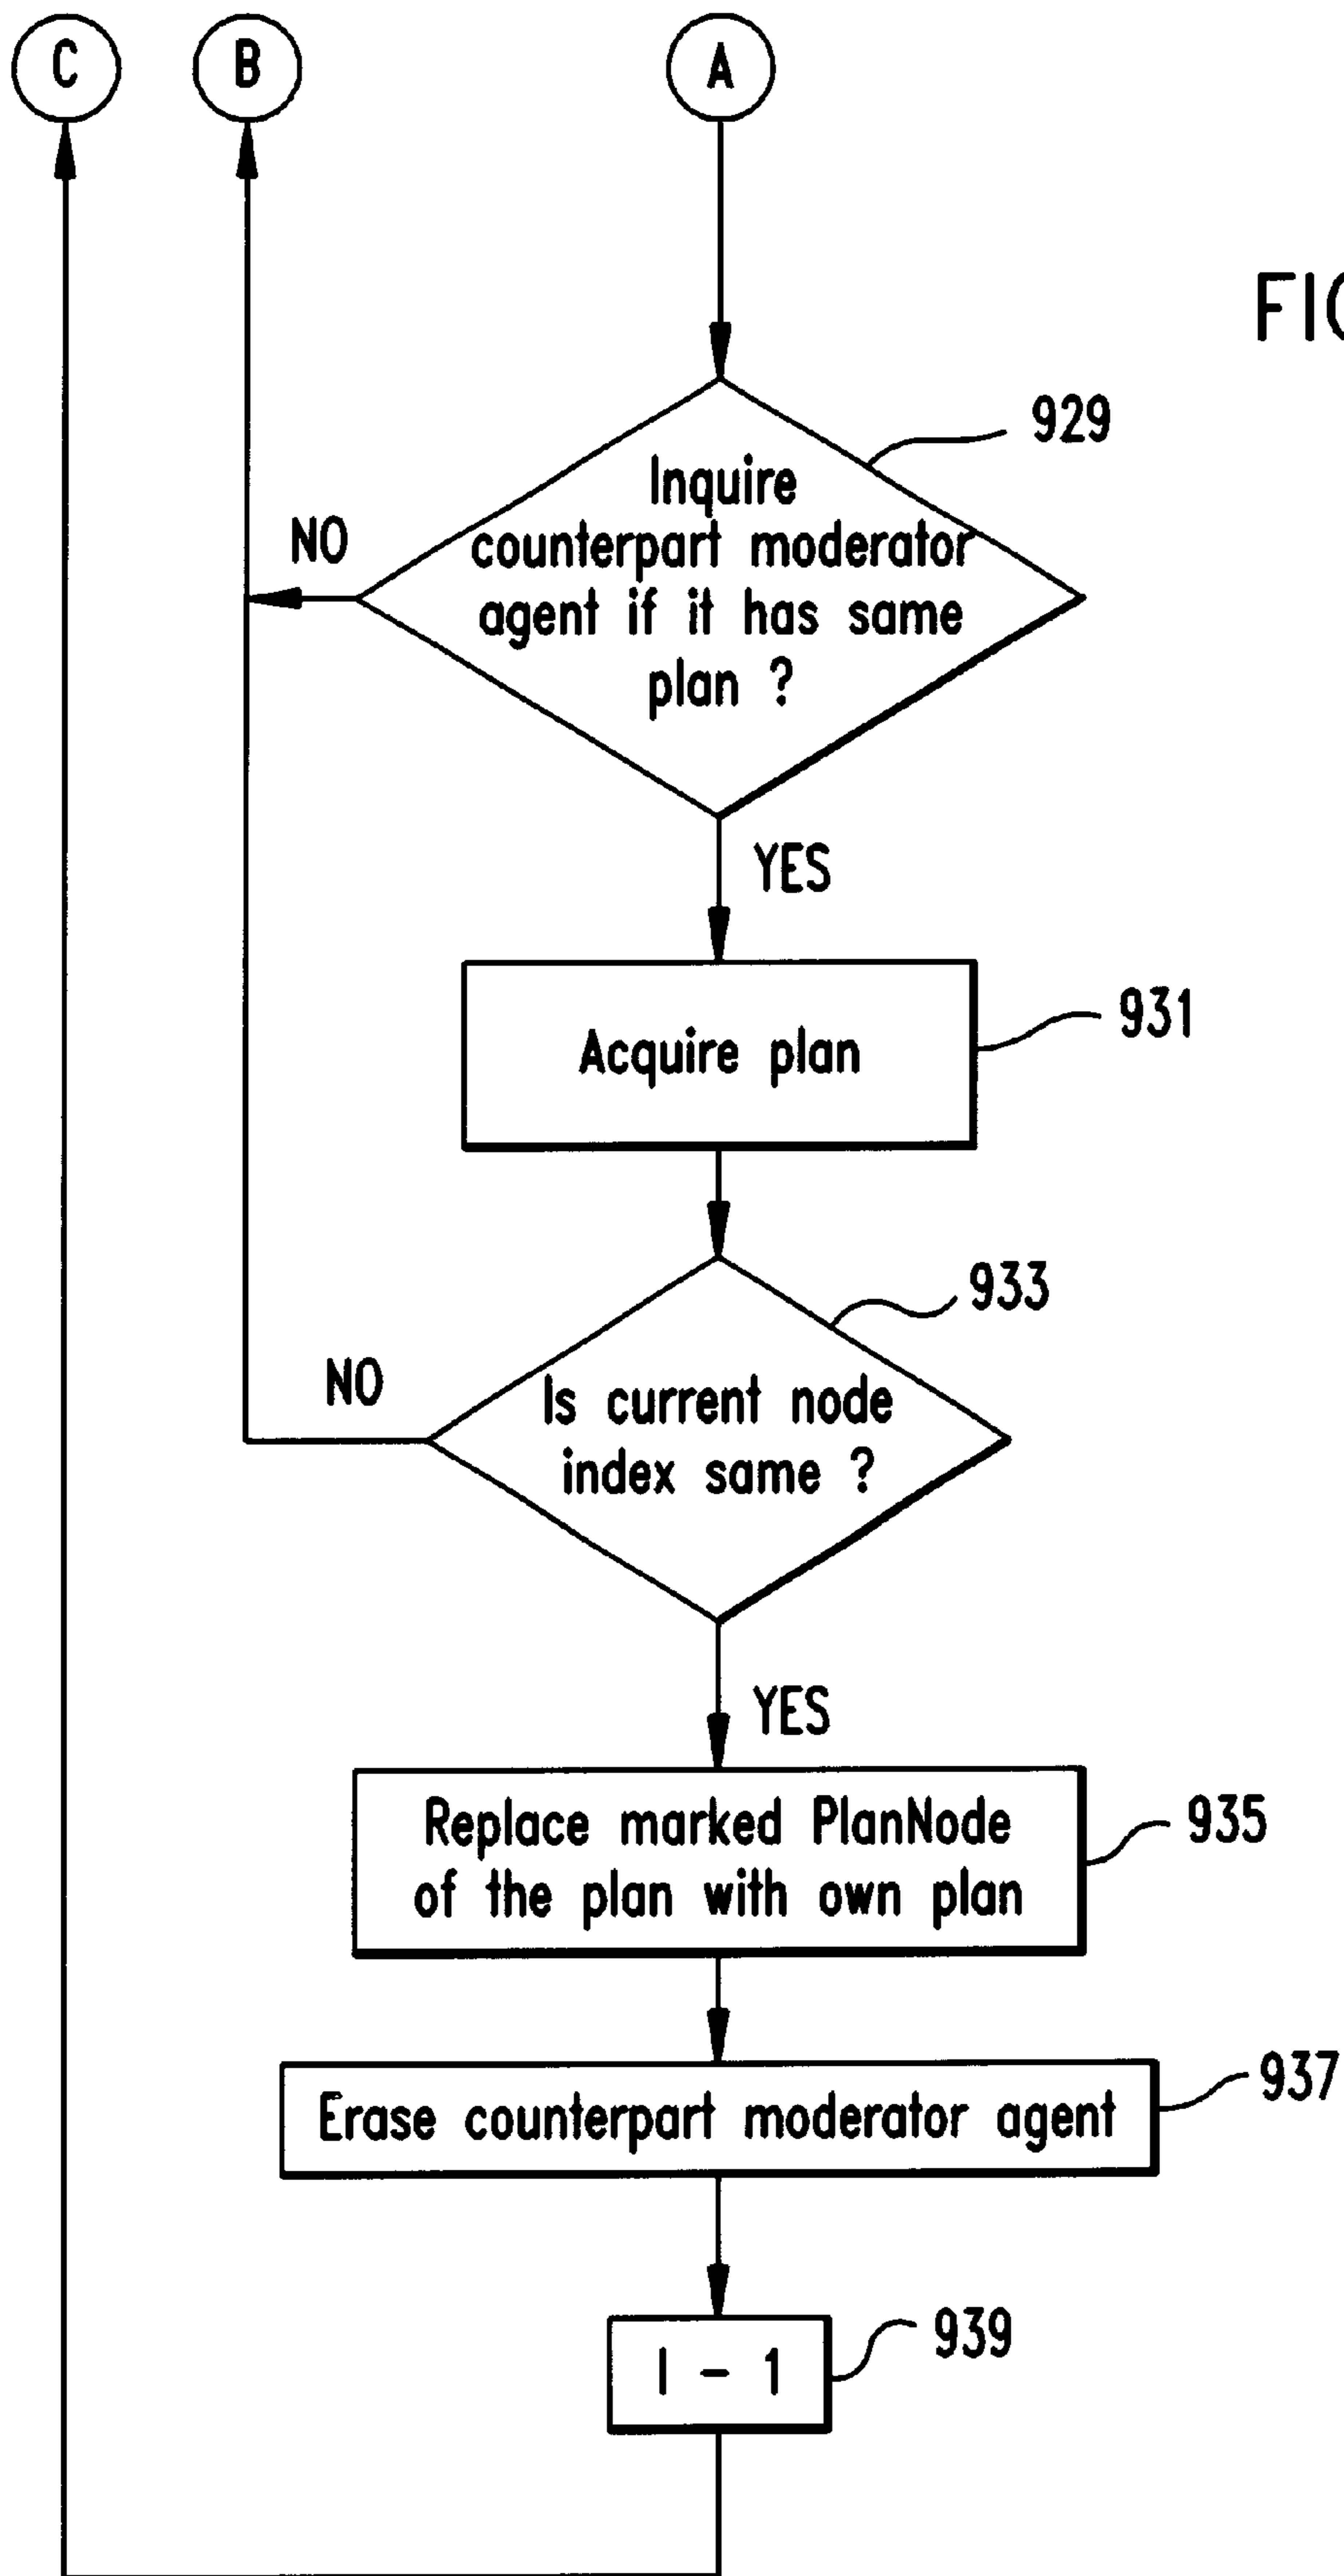 C
B
A
929
Inquire
counterpart moderator
agent if it has same
plan ?
NO
YES
Acquire plan
931
933
NO
Is current node
index same ?
YES
Replace marked PlanNode
of the plan with own plan
935
Erase counterpart moderator agent
937
I - 1
939